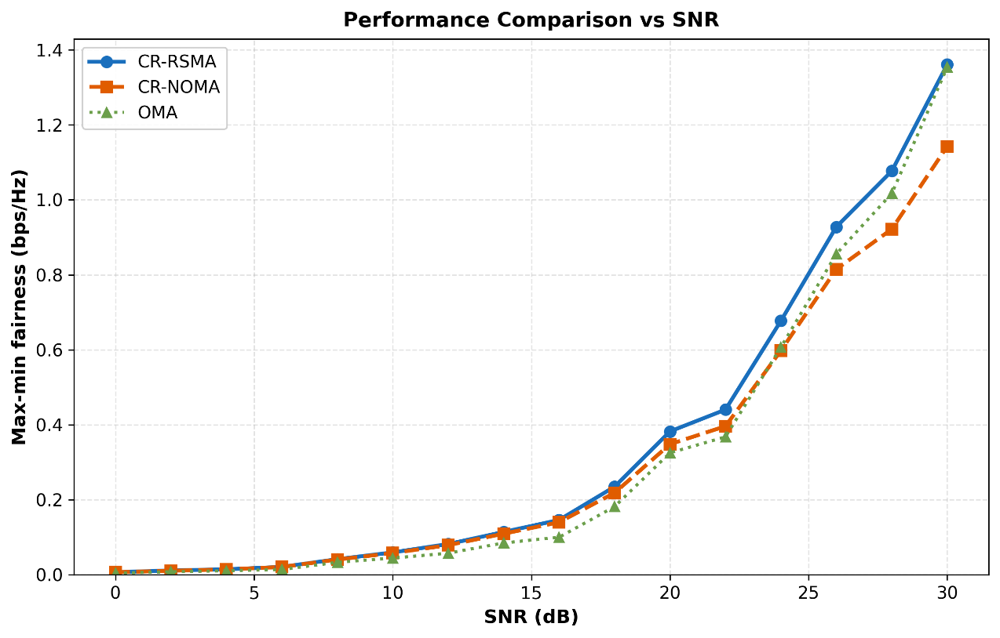 Performance Comparison vs SNR
CR-RSMA
CR-NOMA
OMA
Max-min fairness (bps/Hz)
1.4
1.2
1.0
0.8
0.6
0.4
0.2
0.0
0 5 10 15 20 25 30
SNR (dB)